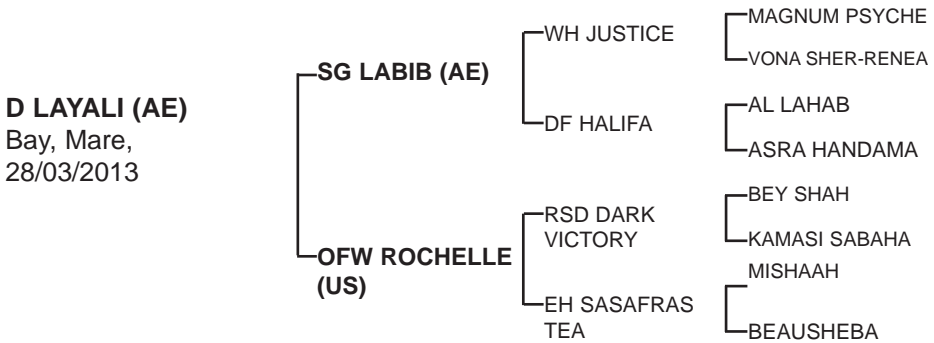 D LAYALI (AE)
Bay, Mare,
28/03/2013
SG LABIB (AE)
OFW ROCHELLE
(US)
WH JUSTICE
DF HALIFA
RSD DARK
VICTORY
EH SASAFRAS
TEA
MAGNUM PSYCHE
VONA SHER-RENEA
AL LAHAB
ASRA HANDAMA
BEY SHAH
KAMASI SABAHA
MISHAAH
BEAUSHEBA